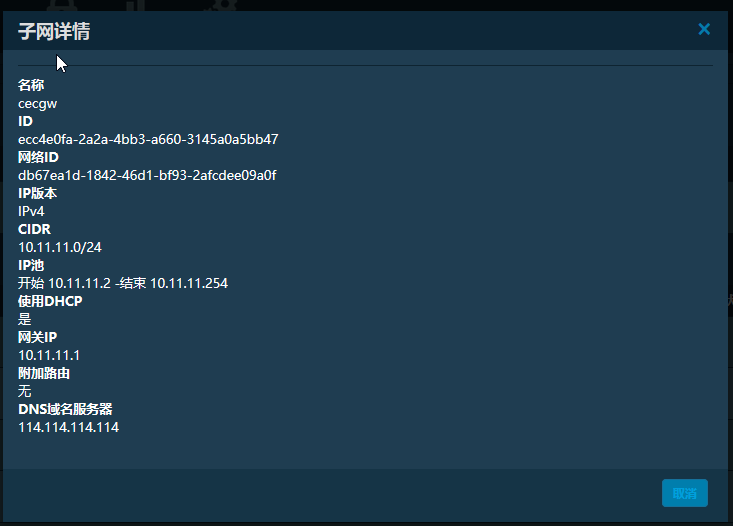 子网详情
×
名称
cecgw
ID
ecc4e0fa-2a2a-4bb3-a660-3145a0a5bb47
网络ID
db67ea1d-1842-46d1-bf93-2afcdee09a0f
IP版本
IPv4
CIDR
10.11.11.0/24
IP池
开始 10.11.11.2 -结束 10.11.11.254
使用DHCP
是
网关IP
10.11.11.1
附加路由
无
DNS域名服务器
114.114.114.114
取消